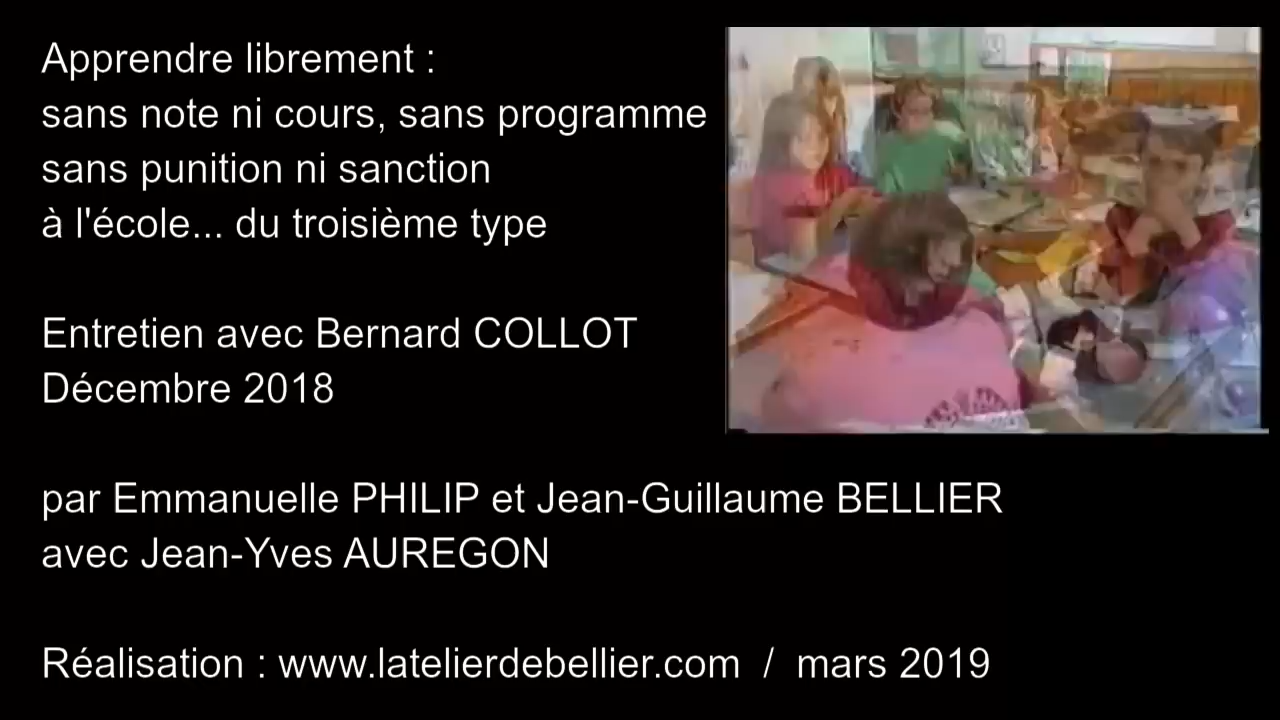 Apprendre librement :
sans note ni cours, sans programme
sans punition ni sanction
à l'école... du troisième type
Entretien avec Bernard COLLOT
Décembre 2018
par Emmanuelle PHILIP et Jean-Guillaume BELLIER
avec Jean-Yves AUREGON
Réalisation : www.latelierdebellier.com / mars 2019